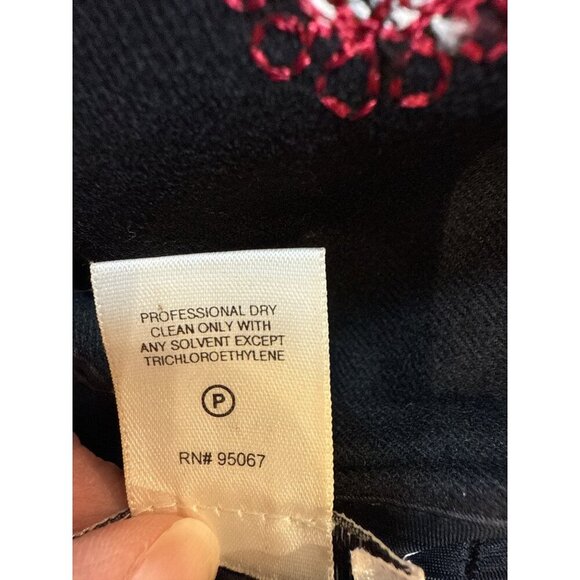 PROFESSIONAL DRY
CLEAN ONLY WITH
ANY SOLVENT EXCEPT
TRICHLOROETHYLENE
P
RN# 95067